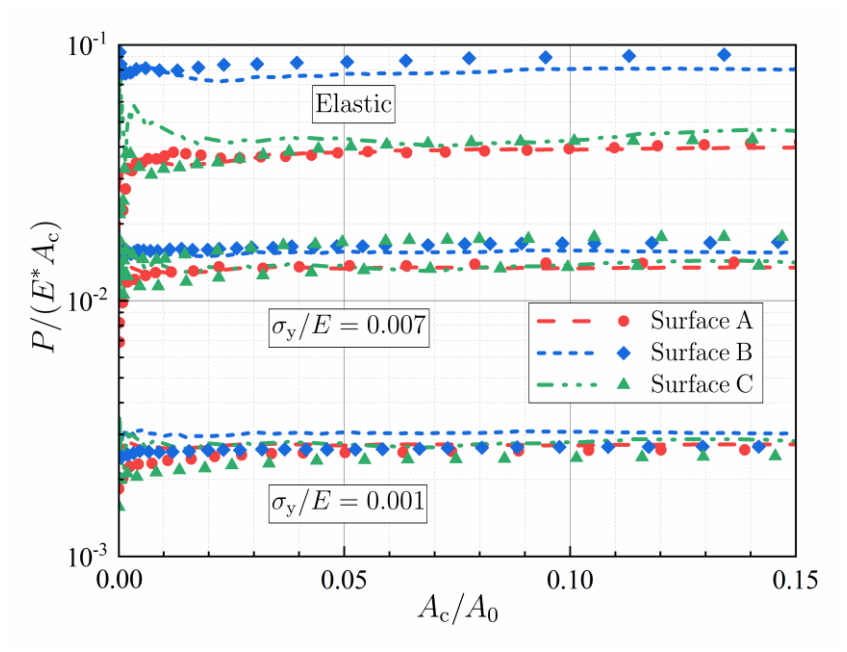 10⁻¹
Elastic
P/(E* A_c)
10⁻²
σ_y/E = 0.007
Surface A
Surface B
Surface C
σ_y/E = 0.001
10⁻³
0.00 0.05 0.10 0.15
A_c/A_0